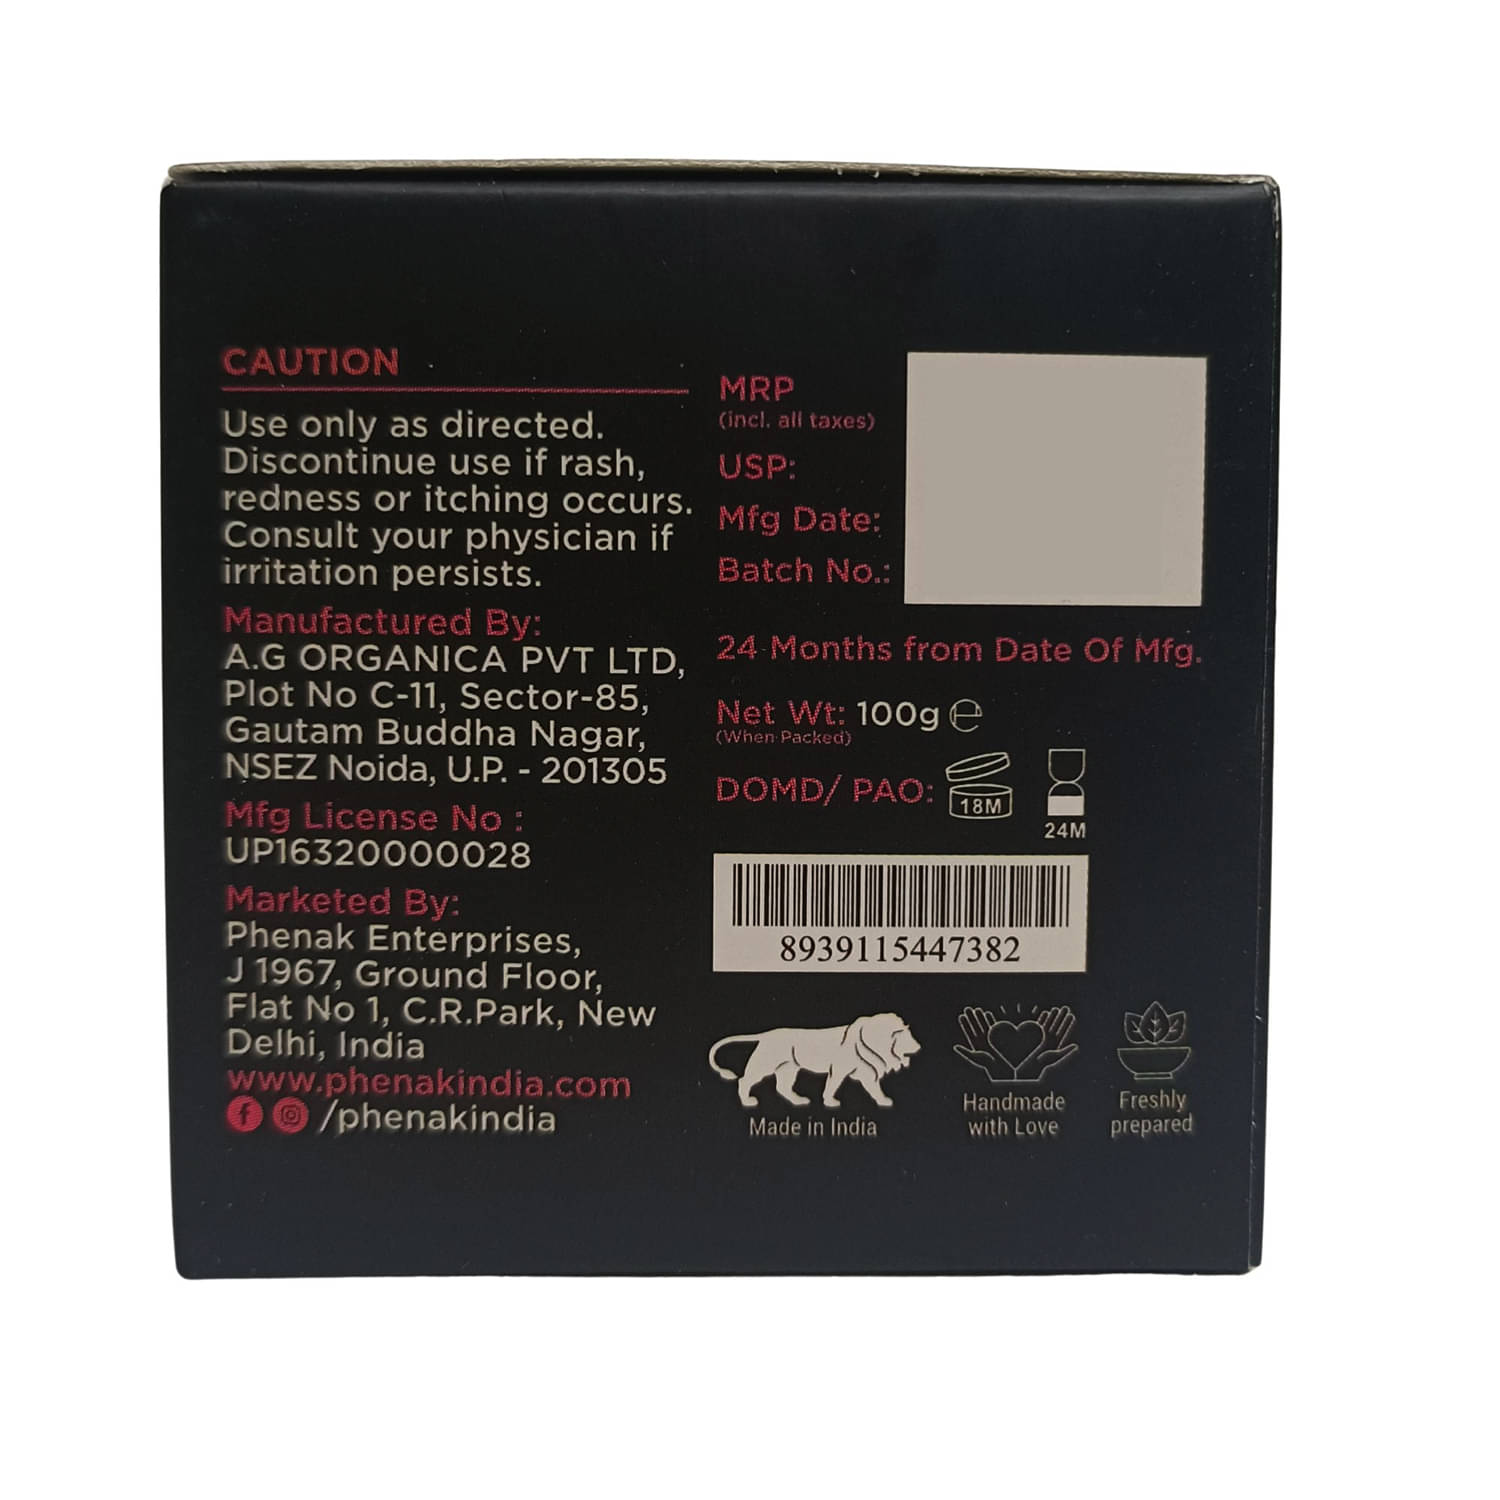 CAUTION
Use only as directed.
Discontinue use if rash,
redness or itching occurs.
Consult your physician if
irritation persists.
Manufactured By:
A.G ORGANICA PVT LTD,
Plot No C-11, Sector-85,
Gautam Buddha Nagar,
NSEZ Noida, U.P. - 201305
Mfg License No :
UP16320000028
Marketed By:
Phenak Enterprises,
J 1967, Ground Floor,
Flat No 1, C.R.Park, New
Delhi, India
www.phenakindia.com
/phenakindia
MRP
(incl. all taxes)
USP:
Mfg Date:
Batch No.:
24 Months from Date Of Mfg.
Net Wt: 100g ℮
(When Packed)
DOMD/ PAO:
18M
24M
8939115447382
Made in India
Handmade
with Love
Freshly
prepared